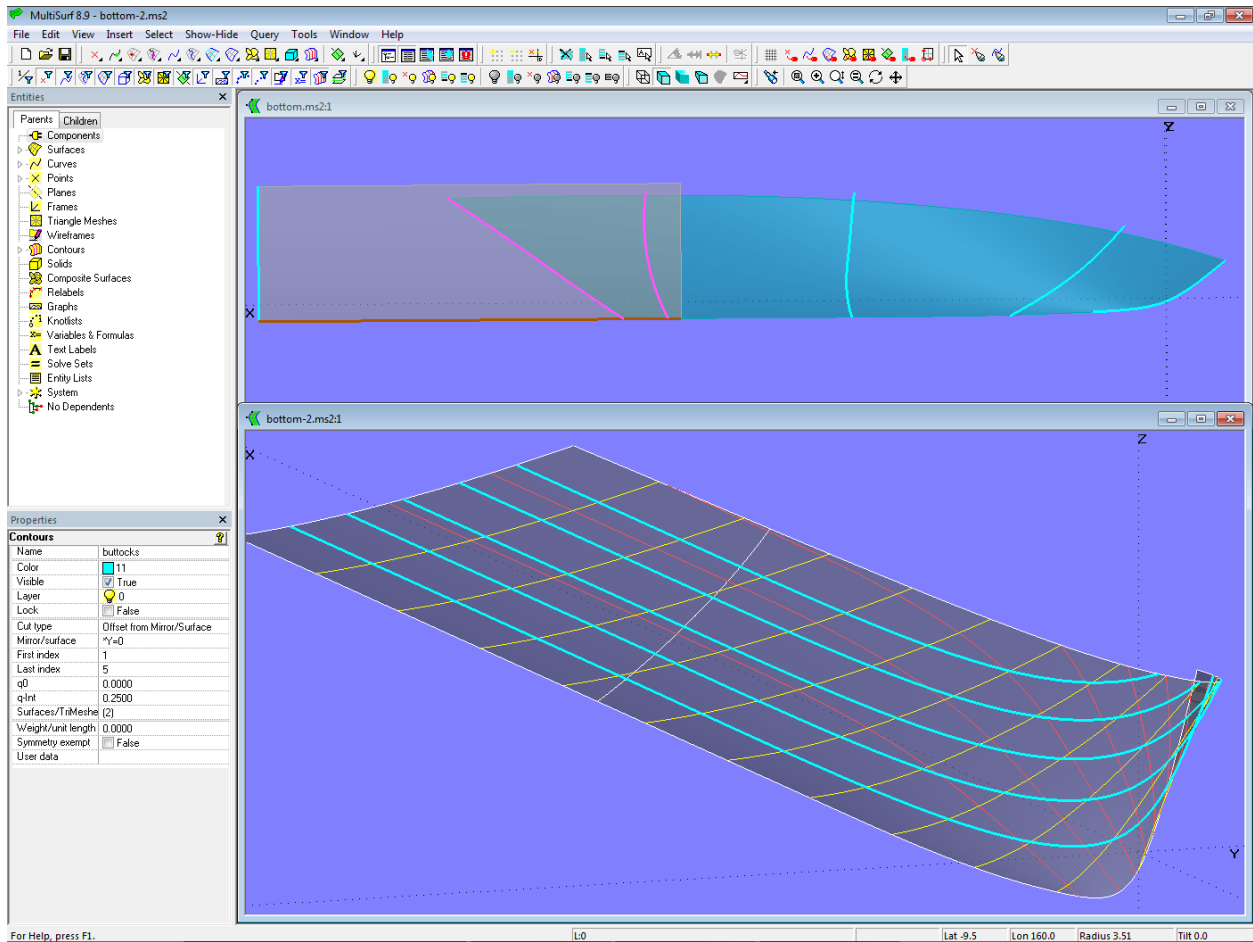 MultiSurf 8.9 - bottom-2.ms2
File Edit View Insert Select Show-Hide Query Tools Window Help
Entities
Parents Children
Components
Surfaces
Curves
Points
Planes
Frames
Triangle Meshes
Wireframes
Contours
Solids
Composite Surfaces
Relabels
Graphs
Knotlists
Variables & Formulas
Text Labels
Solve Sets
Entity Lists
System
No Dependents
Properties
Contours
Name buttocks
Color 11
Visible True
Layer 0
Lock False
Cut type Offset from Mirror/Surface
Mirror/surface *Y=0
First index 1
Last index 5
q0 0.0000
q-Int 0.2500
Surfaces/TriMeshe {2}
Weight/unit length 0.0000
Symmetry exempt False
User data
bottom.ms2:1
Z
X
bottom-2.ms2:1
Z
X
Y
For Help, press F1.
L:0
Lat -9.5 Lon 160.0 Radius 3.51 Tilt 0.0